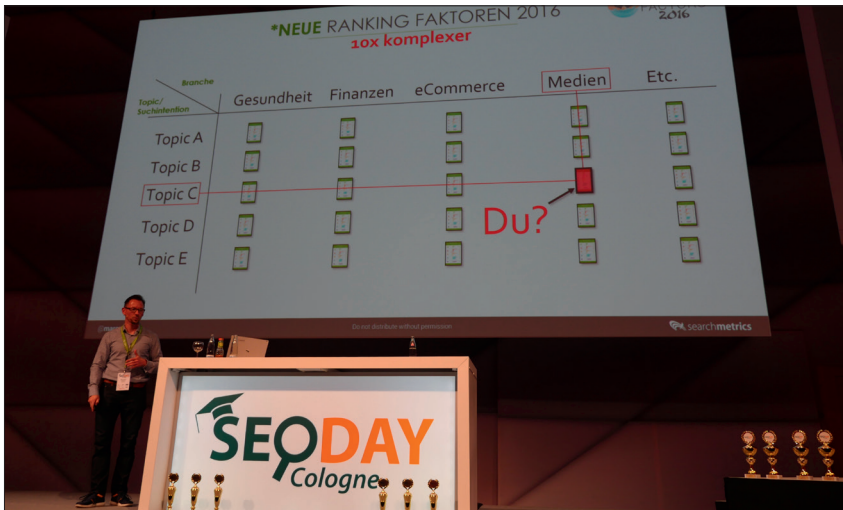 *NEUE RANKING FAKTOREN 2016
10x komplexer
2016
Branche
Topic/
Suchintention
Gesundheit Finanzen eCommerce Medien Etc.
Topic A
Topic B
Topic C
Du?
Topic D
Topic E
Do not distribute without permission
searchmetrics
SEODAY
Cologne